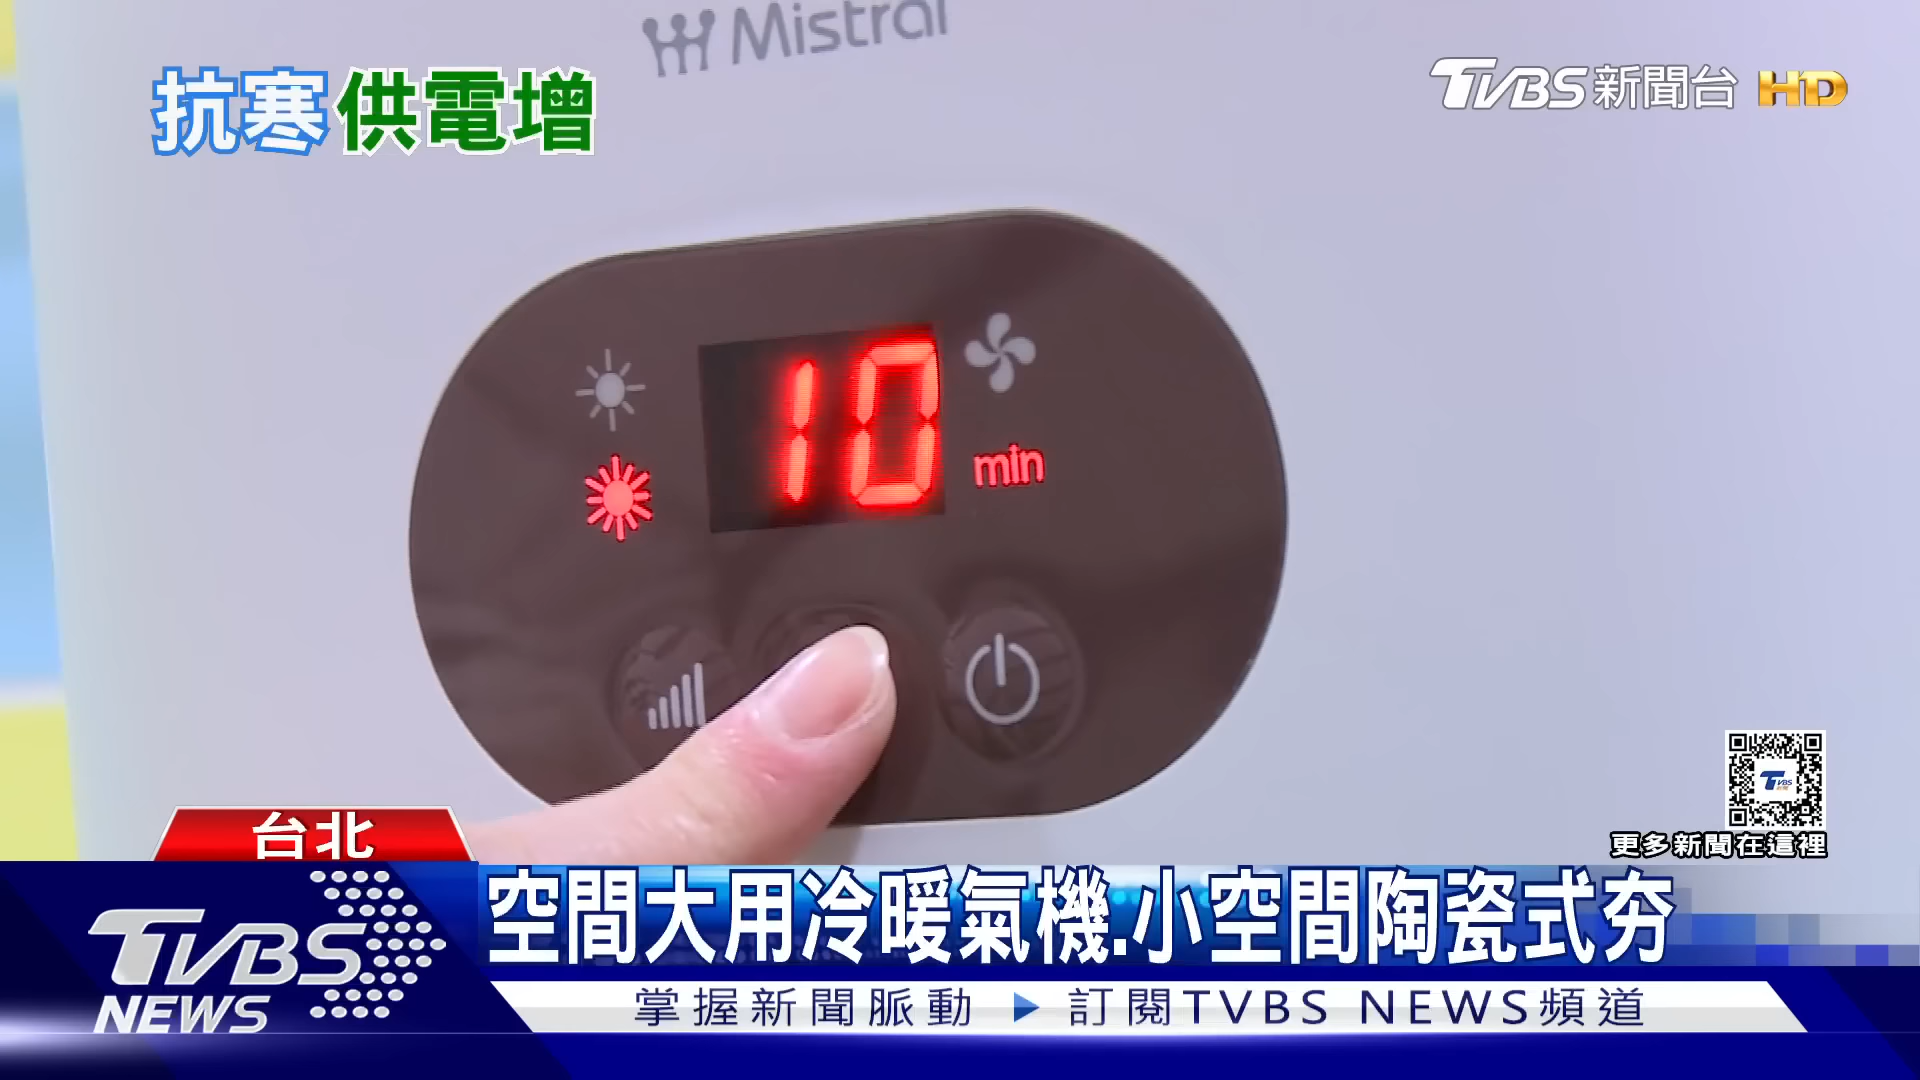 Mistral
抗寒供電增
TVBS新聞台 HD
10
min
TVBS
更多新聞在這裡
台北
空間大用冷暖氣機.小空間陶瓷式夯
TVBS
NEWS
掌握新聞脈動 ▶ 訂閱TVBS NEWS頻道